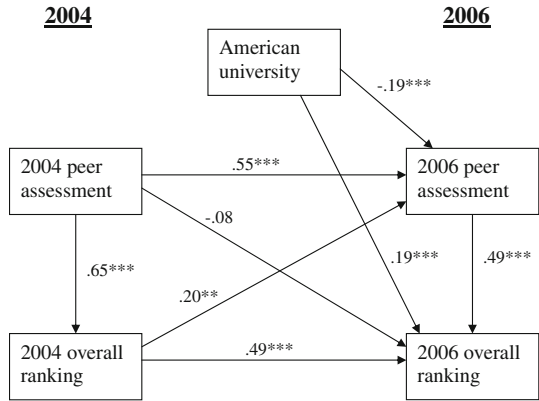 2004
2006
American
university
-.19***
2004 peer
assessment
.55***
2006 peer
assessment
-.08
.65***
.19***
.49***
.20**
2004 overall
ranking
.49***
2006 overall
ranking